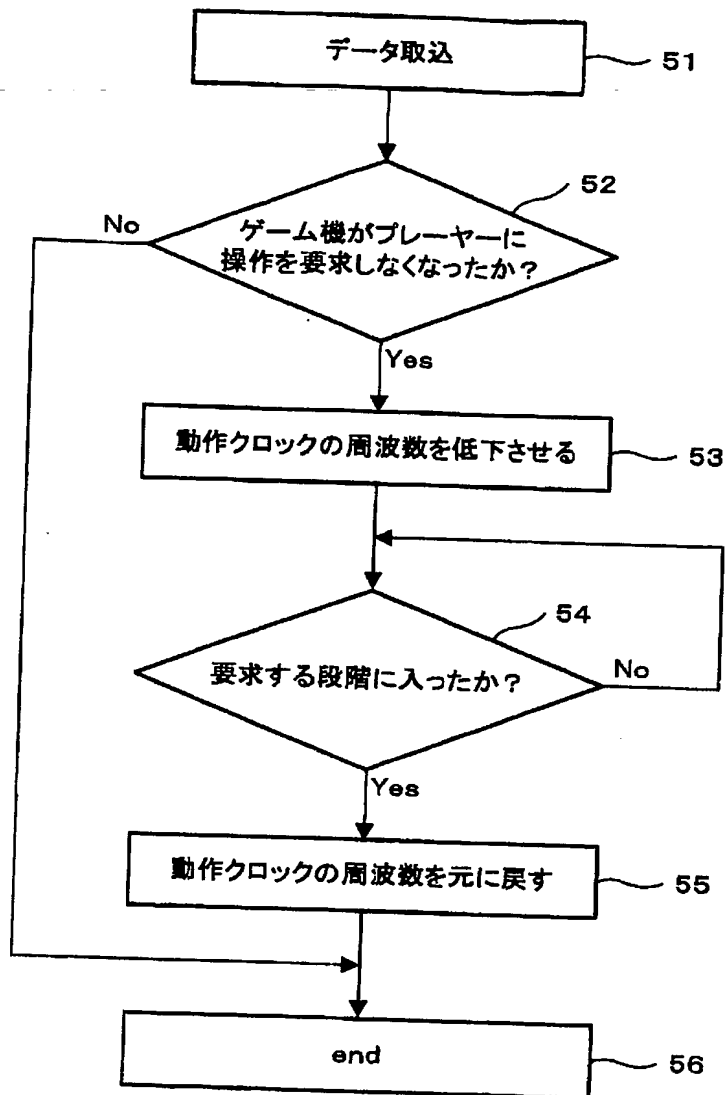 データ取込
51
52
No
ゲーム機がプレーヤーに
操作を要求しなくなったか?
Yes
動作クロックの周波数を低下させる
53
54
要求する段階に入ったか?
No
Yes
動作クロックの周波数を元に戻す
55
end
56